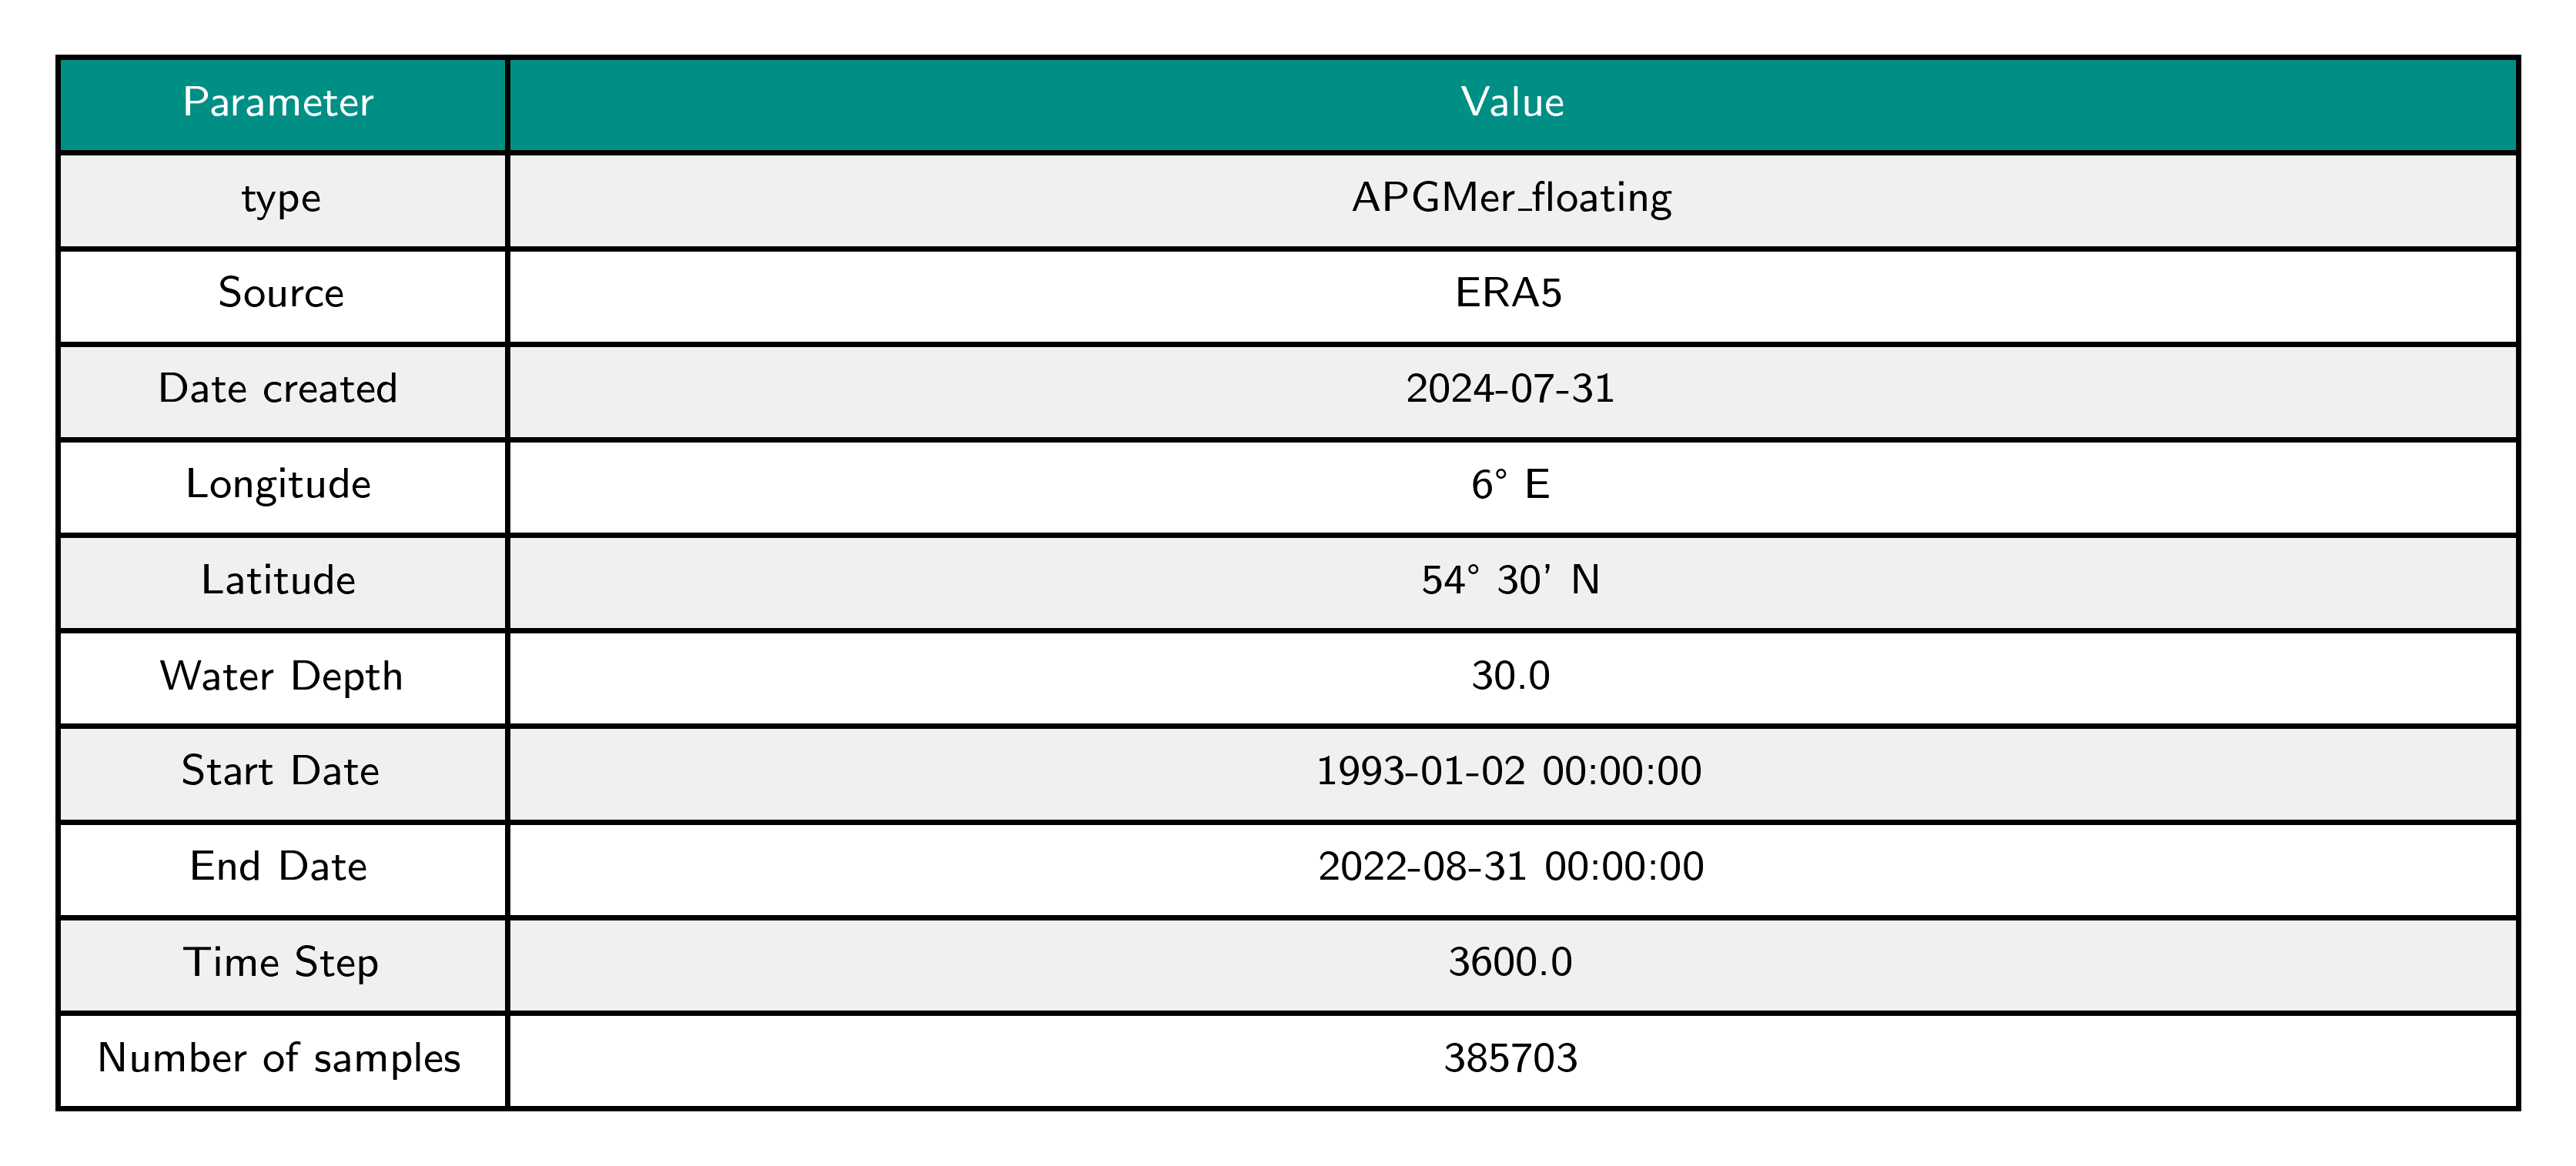 Parameter Value
type APGMer_floating
Source ERA5
Date created 2024-07-31
Longitude 6° E
Latitude 54° 30' N
Water Depth 30.0
Start Date 1993-01-02 00:00:00
End Date 2022-08-31 00:00:00
Time Step 3600.0
Number of samples 385703